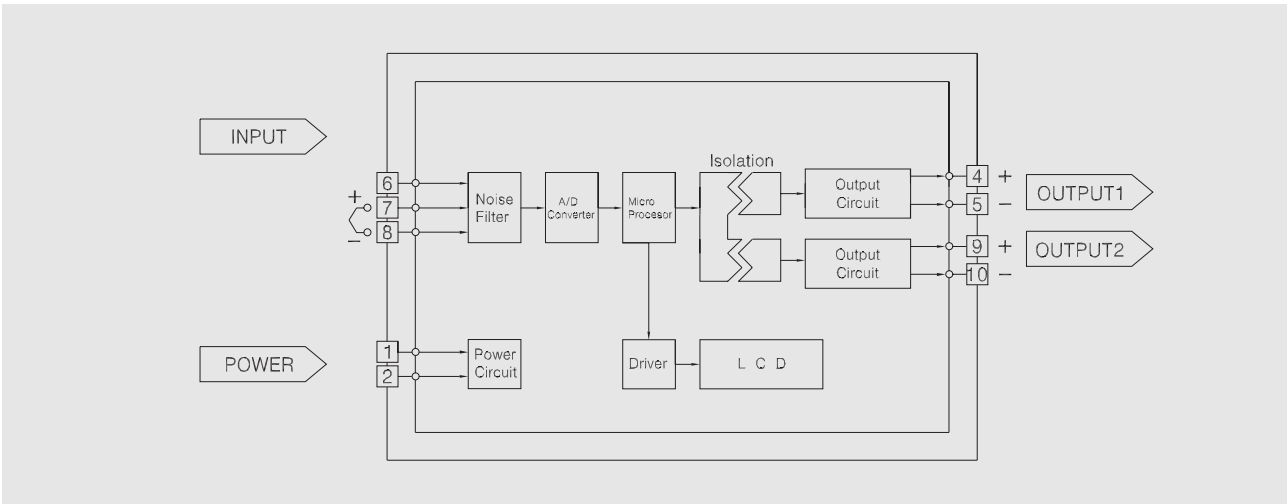 INPUT
6
7
8
+
−
Noise
Filter
A/D
Converter
Micro
Procesor
Isolation
Output
Circuit
4 +
5 −
OUTPUT1
Output
Circuit
9 +
10 −
OUTPUT2
POWER
1
2
Power
Circuit
Driver
L C D